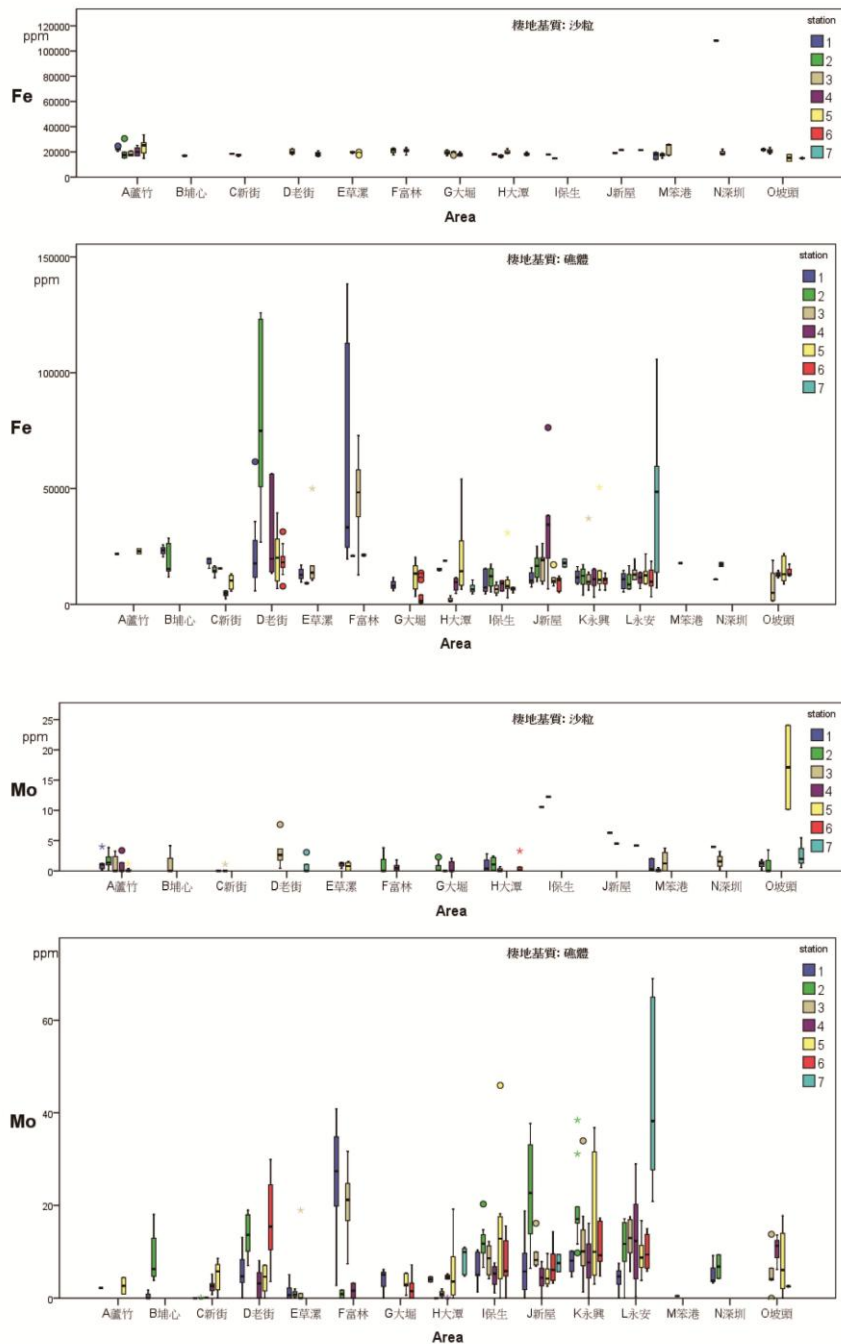 棲地基質: 沙粒
ppm
120000
100000
80000
60000
40000
20000
0
Fe
station
1
2
3
4
5
6
7
A蘆竹 B埔心 C新街 D老街 E草漯 F富林 G大堀 H大潭 I保生 J新屋 M笨港 N深圳 O坡頭
Area
棲地基質: 礁體
150000
ppm
100000
50000
0
Fe
station
1
2
3
4
5
6
7
A蘆竹 B埔心 C新街 D老街 E草漯 F富林 G大堀 H大潭 I保生 J新屋 K永興 L永安 M笨港 N深圳 O坡頭
Area
棲地基質: 沙粒
ppm
25
20
15
10
5
0
Mo
station
1
2
3
4
5
6
7
A蘆竹 B埔心 C新街 D老街 E草漯 F富林 G大堀 H大潭 I保生 J新屋 M笨港 N深圳 O坡頭
Area
棲地基質: 礁體
ppm
60
40
20
0
Mo
station
1
2
3
4
5
6
7
A蘆竹 B埔心 C新街 D老街 E草漯 F富林 G大堀 H大潭 I保生 J新屋 K永興 L永安 M笨港 N深圳 O坡頭
Area